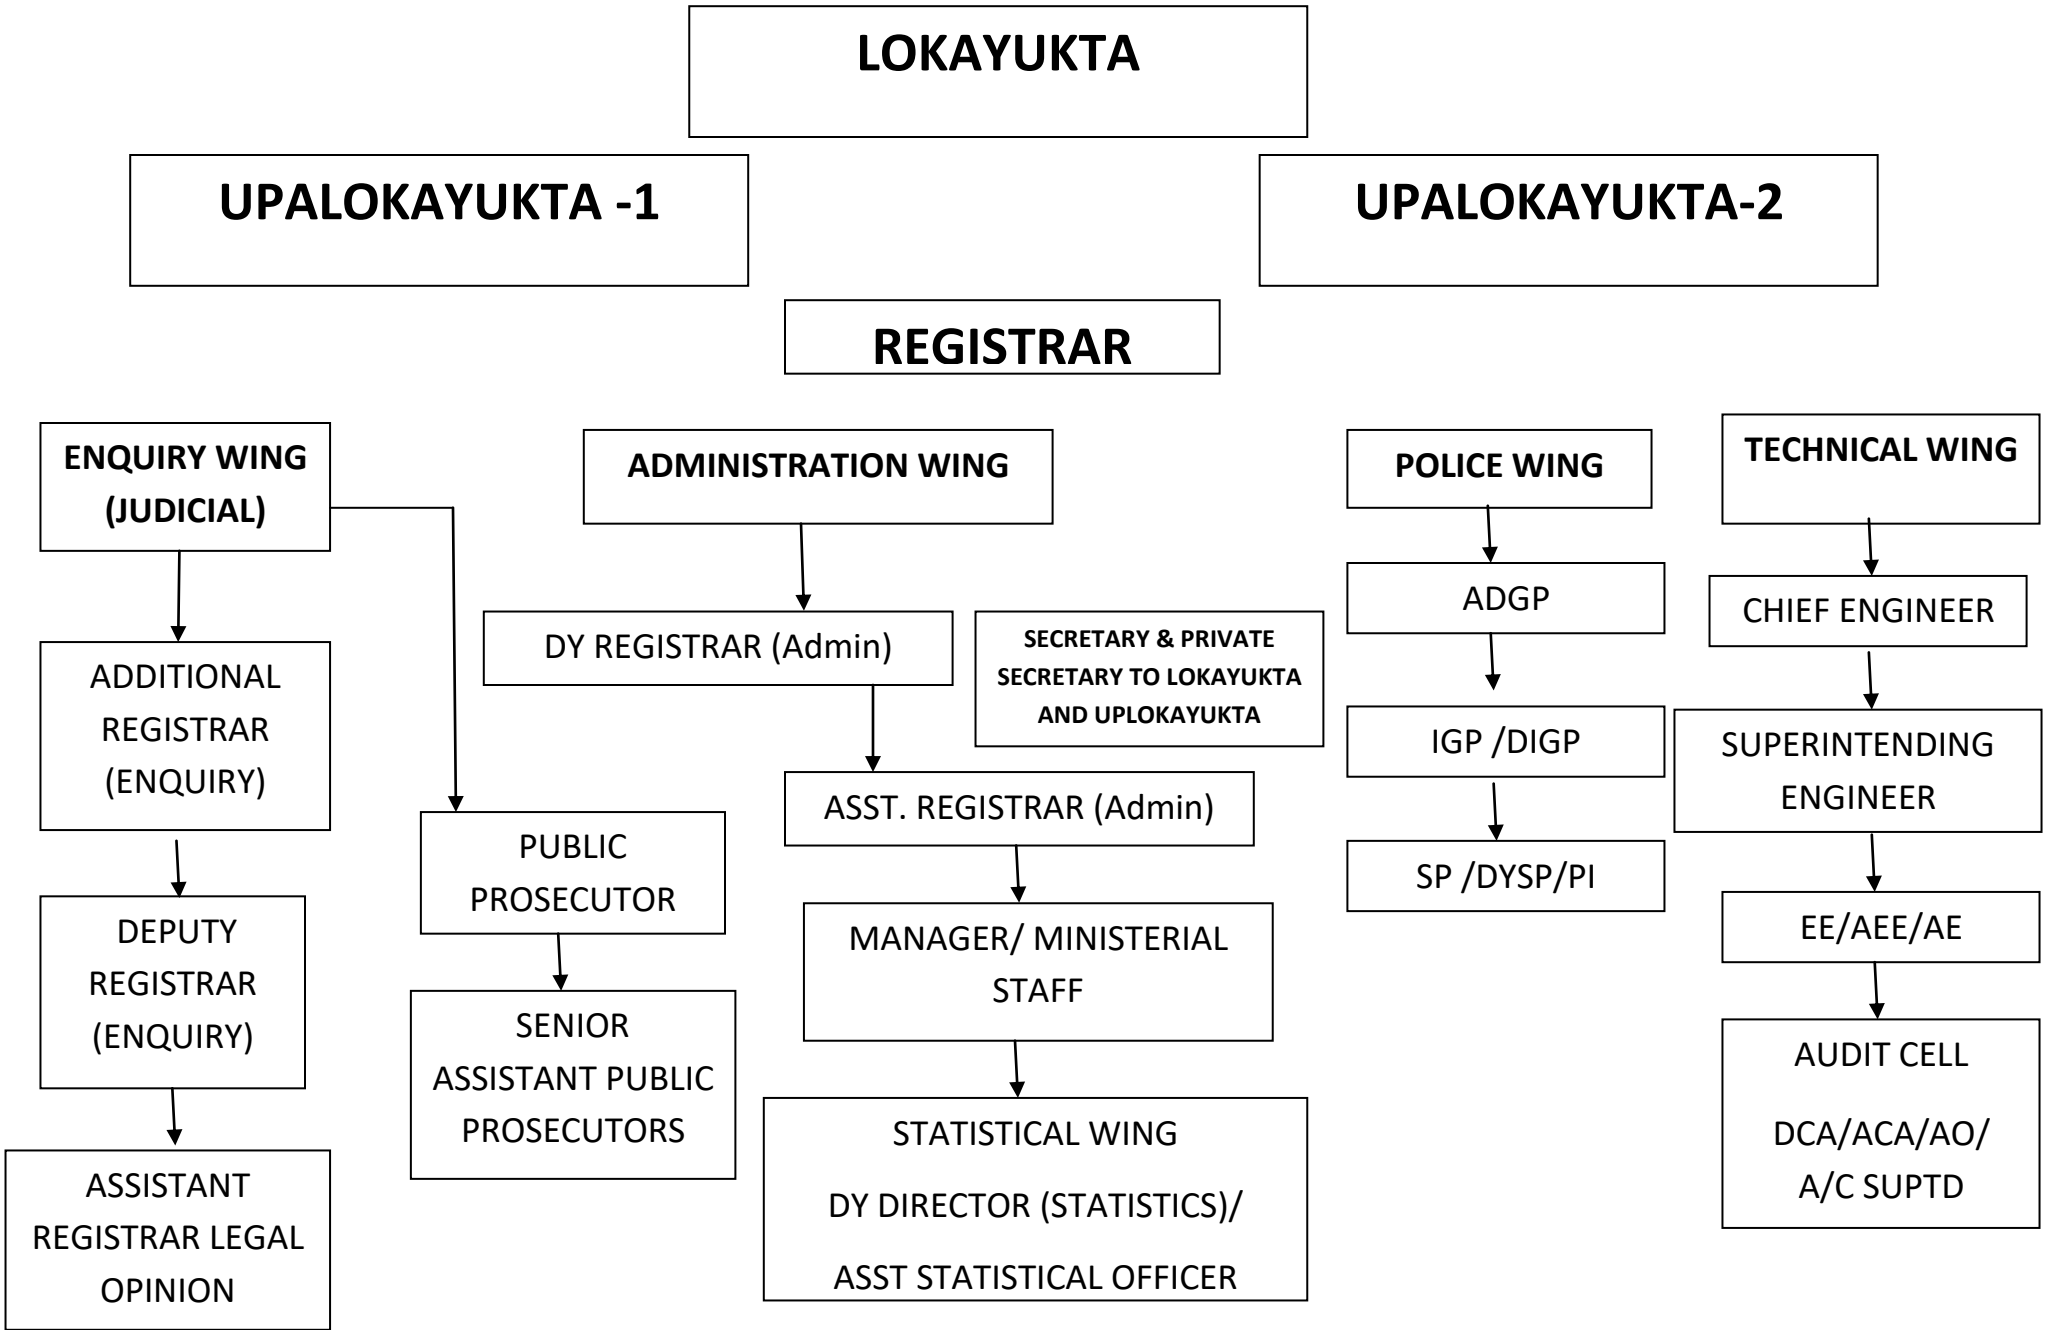 LOKAYUKTA
UPALOKAYUKTA -1
UPALOKAYUKTA-2
REGISTRAR
ENQUIRY WING
(JUDICIAL)
ADDITIONAL
REGISTRAR
(ENQUIRY)
DEPUTY
REGISTRAR
(ENQUIRY)
ASSISTANT
REGISTRAR LEGAL
OPINION
PUBLIC
PROSECUTOR
SENIOR
ASSISTANT PUBLIC
PROSECUTORS
ADMINISTRATION WING
DY REGISTRAR (Admin)
SECRETARY & PRIVATE
SECRETARY TO LOKAYUKTA
AND UPLOKAYUKTA
ASST. REGISTRAR (Admin)
MANAGER/ MINISTERIAL
STAFF
STATISTICAL WING
DY DIRECTOR (STATISTICS)/
ASST STATISTICAL OFFICER
POLICE WING
ADGP
IGP /DIGP
SP /DYSP/PI
TECHNICAL WING
CHIEF ENGINEER
SUPERINTENDING
ENGINEER
EE/AEE/AE
AUDIT CELL
DCA/ACA/AO/
A/C SUPTD